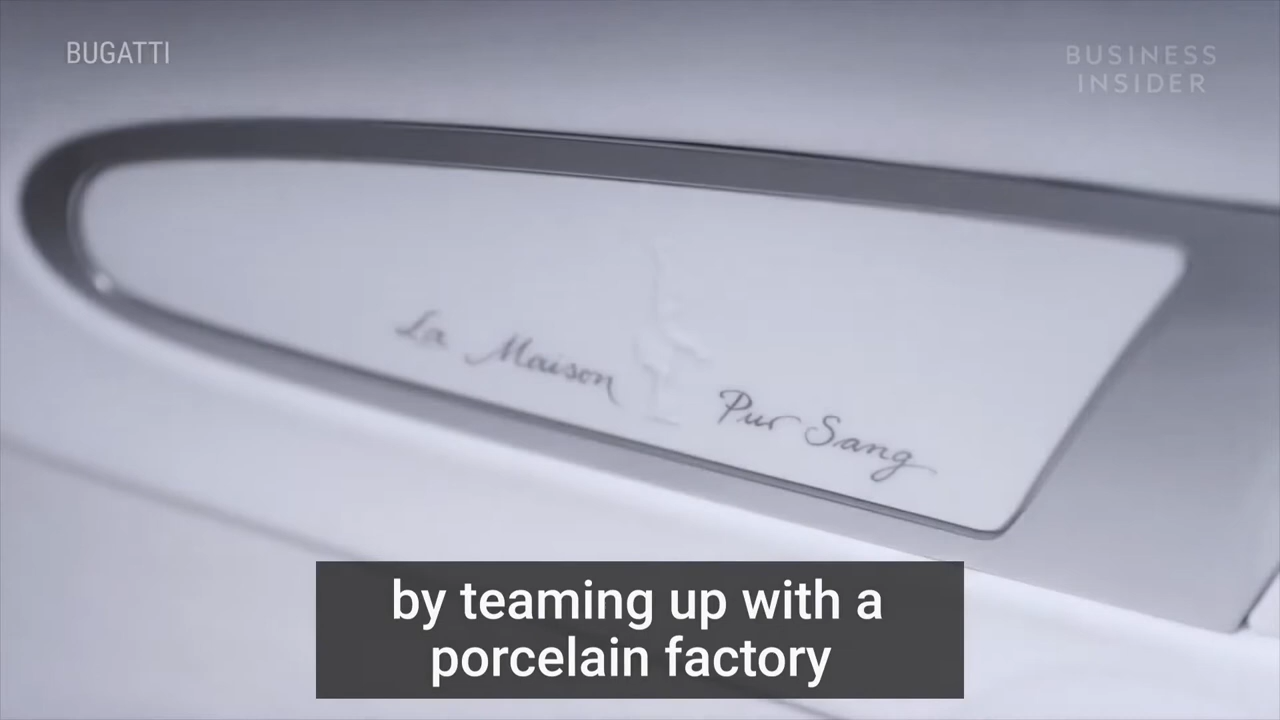 BUGATTI
BUSINESS
INSIDER
La Maison Pur Sang
by teaming up with a
porcelain factory